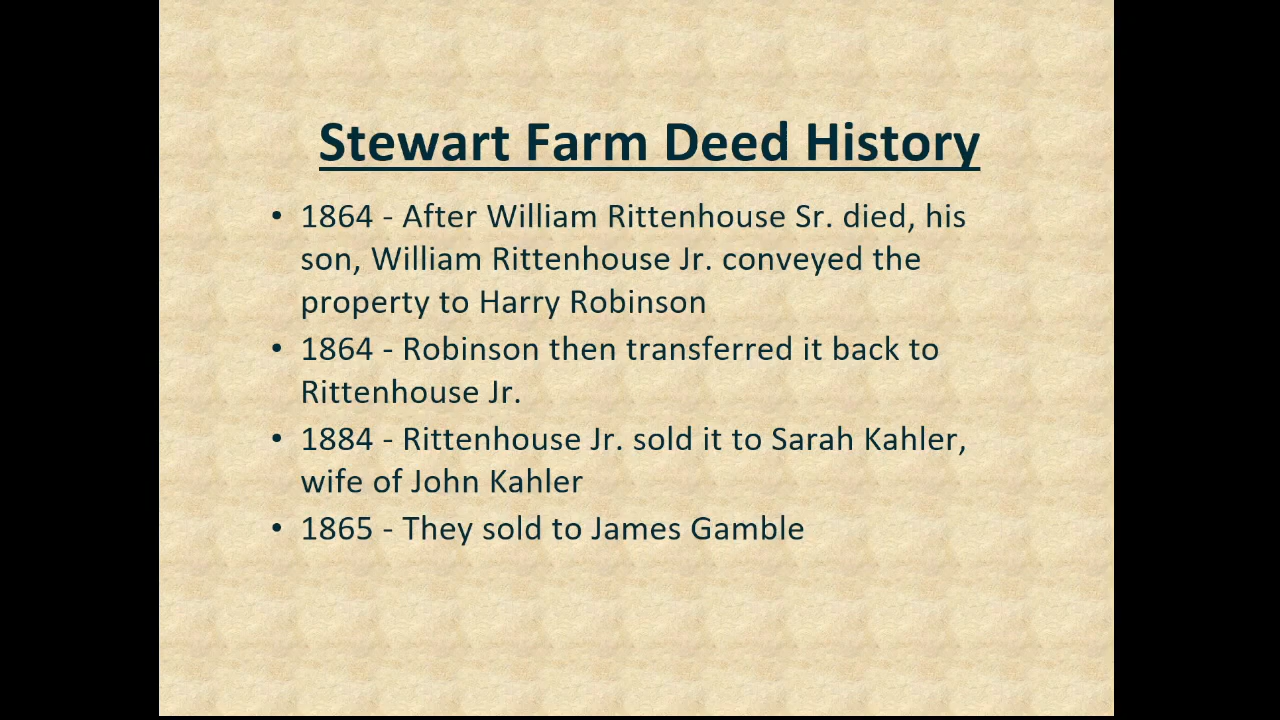 Stewart Farm Deed History
• 1864 - After William Rittenhouse Sr. died, his
son, William Rittenhouse Jr. conveyed the
property to Harry Robinson
• 1864 - Robinson then transferred it back to
Rittenhouse Jr.
• 1884 - Rittenhouse Jr. sold it to Sarah Kahler,
wife of John Kahler
• 1865 - They sold to James Gamble